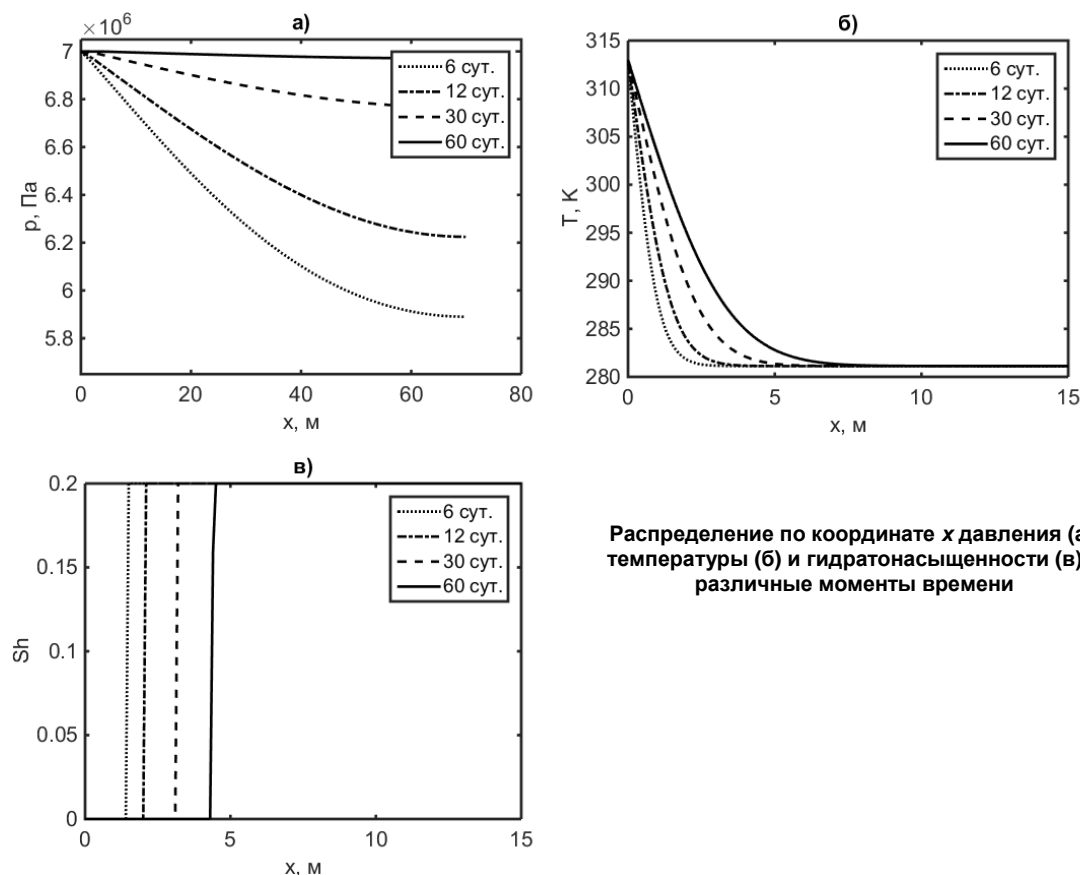 а)
×10⁶
7
6,8
6,6
6,4
6,2
6
5,8
р, Па
0
20
40
60
80
х, м
6 сут.
12 сут.
30 сут.
60 сут.
б)
315
310
305
300
295
290
285
280
Т, К
0
5
10
15
х, м
6 сут.
12 сут.
30 сут.
60 сут.
в)
0.2
0.15
0.1
0.05
0
Sh
0
5
10
15
х, м
6 сут.
12 сут.
30 сут.
60 сут.
Распределение по координате x давления (а
температуры (б) и гидратонасыщенности (в)
различные моменты времени